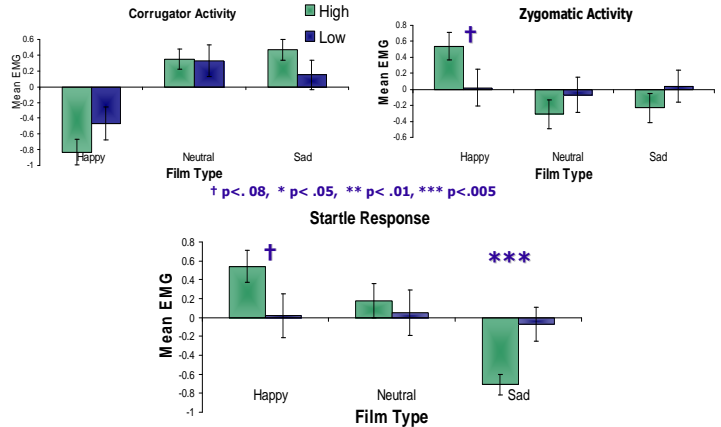 Corrugator Activity
High
Low
Mean EMG
0.6
0.4
0.2
0
-0.2
-0.4
-0.6
-0.8
-1
Happy
Neutral
Sad
Film Type
Zygomatic Activity
Mean EMG
0.8
0.6
0.4
0.2
0
-0.2
-0.4
-0.6
†
Happy
Neutral
Sad
Film Type
† p<. 08, * p< .05, ** p< .01, *** p<.005
Startle Response
Mean EMG
0.8
0.6
0.4
0.2
0
-0.2
-0.4
-0.6
-0.8
-1
†
***
Happy
Neutral
Sad
Film Type